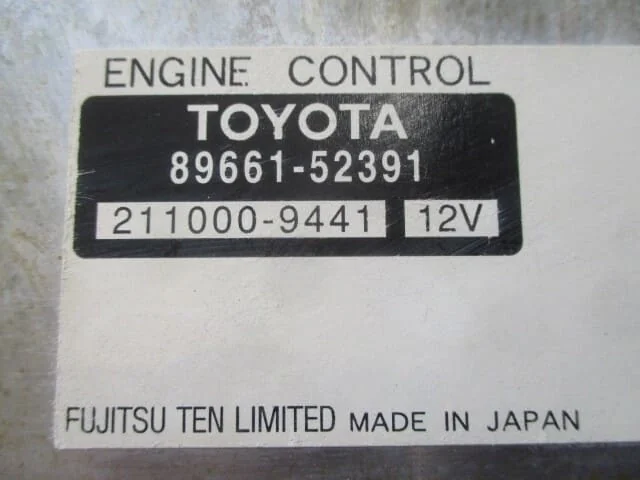 ENGINE CONTROL
TOYOTA
89661-52391
211000-9441 12V
FUJITSU TEN LIMITED MADE IN JAPAN